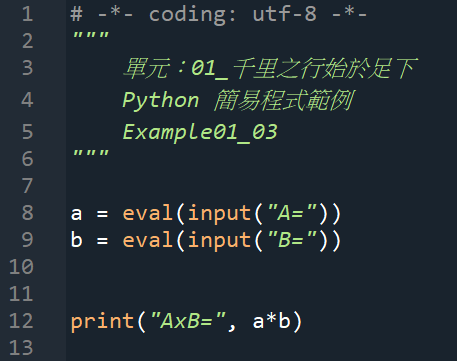 1 # -*- coding: utf-8 -*-
2 """
3     單元：01_千里之行始於足下
4     Python 簡易程式範例
5     Example01_03
6 """
7
8 a = eval(input("A="))
9 b = eval(input("B="))
10
11
12 print("AxB=", a*b)
13